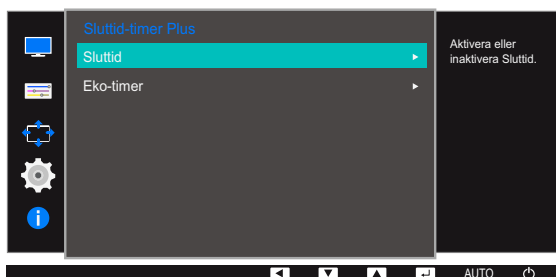 Sluttid-timer Plus
Sluttid
Eko-timer
Aktivera eller
inaktivera Sluttid.
AUTO